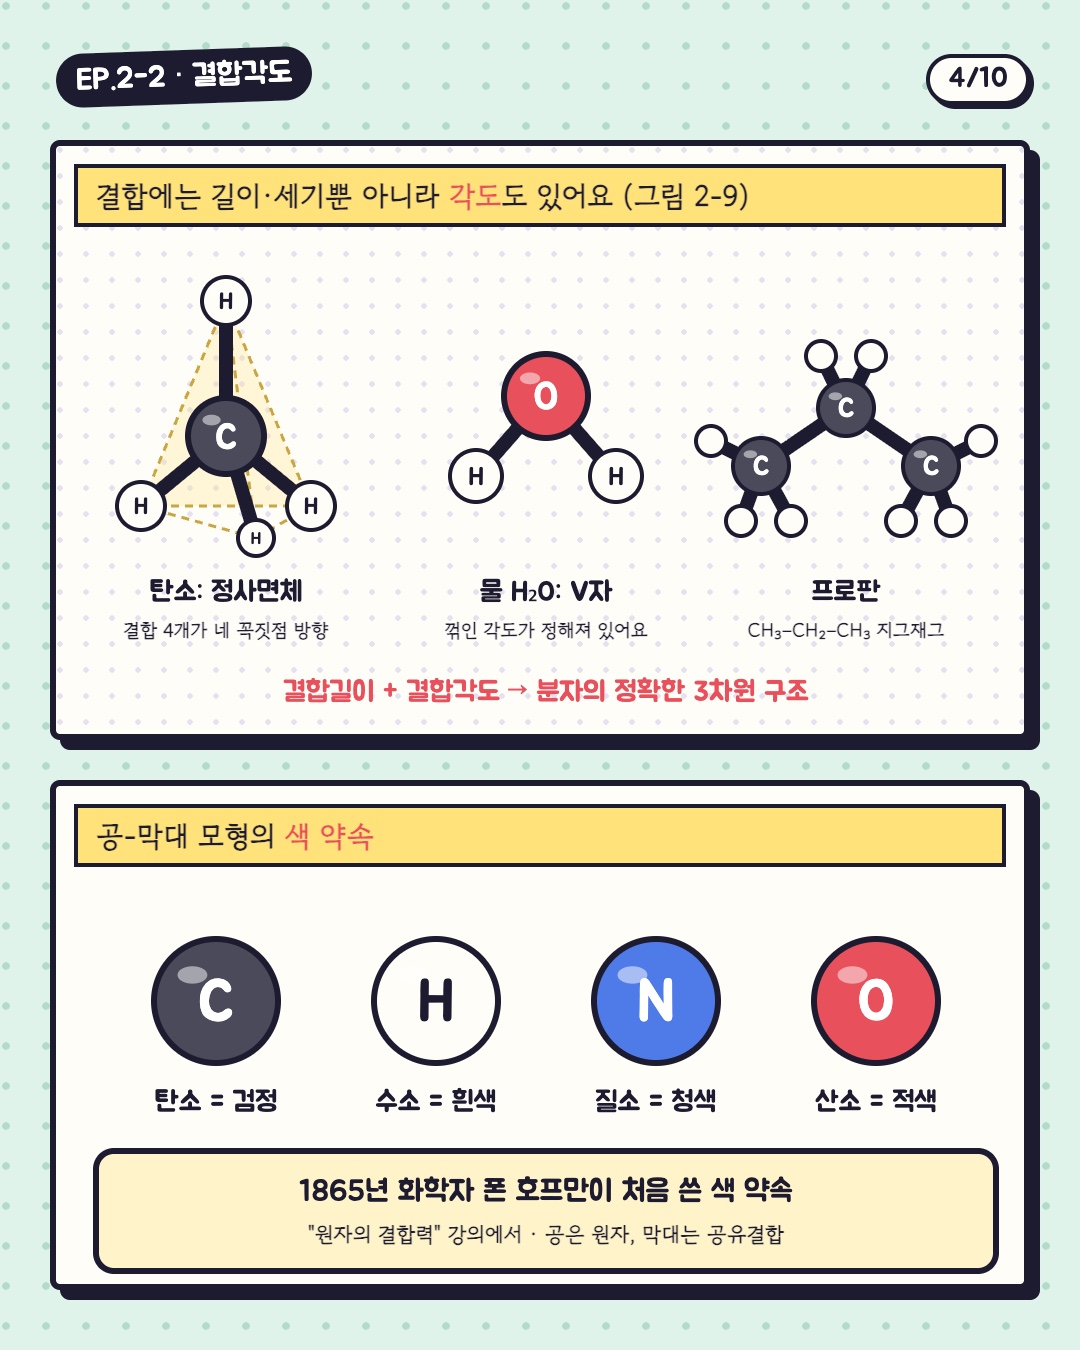 EP.2-2 · 결합각도
4/10
결합에는 길이·세기뿐 아니라 각도도 있어요 (그림 2-9)
H
C
H
H
H
O
H
H
C
C
C
탄소: 정사면체
물 H₂O: V자
프로판
결합 4개가 네 꼭짓점 방향
꺾인 각도가 정해져 있어요
CH₃–CH₂–CH₃ 지그재그
결합길이 + 결합각도 → 분자의 정확한 3차원 구조
공-막대 모형의 색 약속
C
H
N
O
탄소 = 검정
수소 = 흰색
질소 = 청색
산소 = 적색
1865년 화학자 폰 호프만이 처음 쓴 색 약속
"원자의 결합력" 강의에서 · 공은 원자, 막대는 공유결합